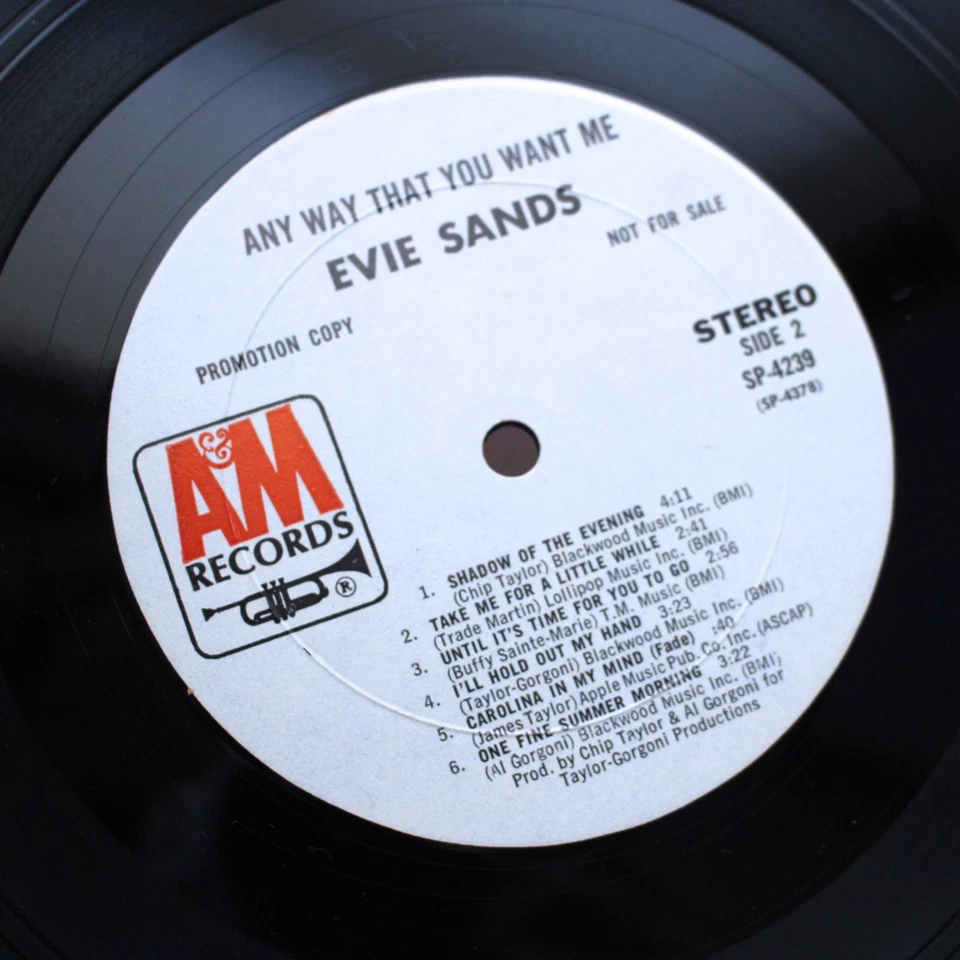 ANY WAY THAT YOU WANT ME
EVIE SANDS
NOT FOR SALE
PROMOTION COPY
STEREO
SIDE 2
SP-4239
(SP-4378)
A&M
RECORDS
®
1. SHADOW OF THE EVENING 4:11
(Chip Taylor) Blackwood Music Inc. (BMI)
2. TAKE ME FOR A LITTLE WHILE 2:41
(Trade Martin) Lollipop Music Inc. (BMI)
3. UNTIL IT'S TIME FOR YOU TO GO 2:56
(Buffy Sainte-Marie) T.M. Music (BMI)
4. I'LL HOLD OUT MY HAND 3:23
(Taylor-Gorgoni) Blackwood Music Inc. (BMI)
5. CAROLINA IN MY MIND (Fade) :40
(James Taylor) Apple Music Pub. Co. Inc. (ASCAP)
6. ONE FINE SUMMER MORNING 3:22
(Al Gorgoni) Blackwood Music Inc. (BMI)
Prod. by Chip Taylor & Al Gorgoni for
Taylor-Gorgoni Productions